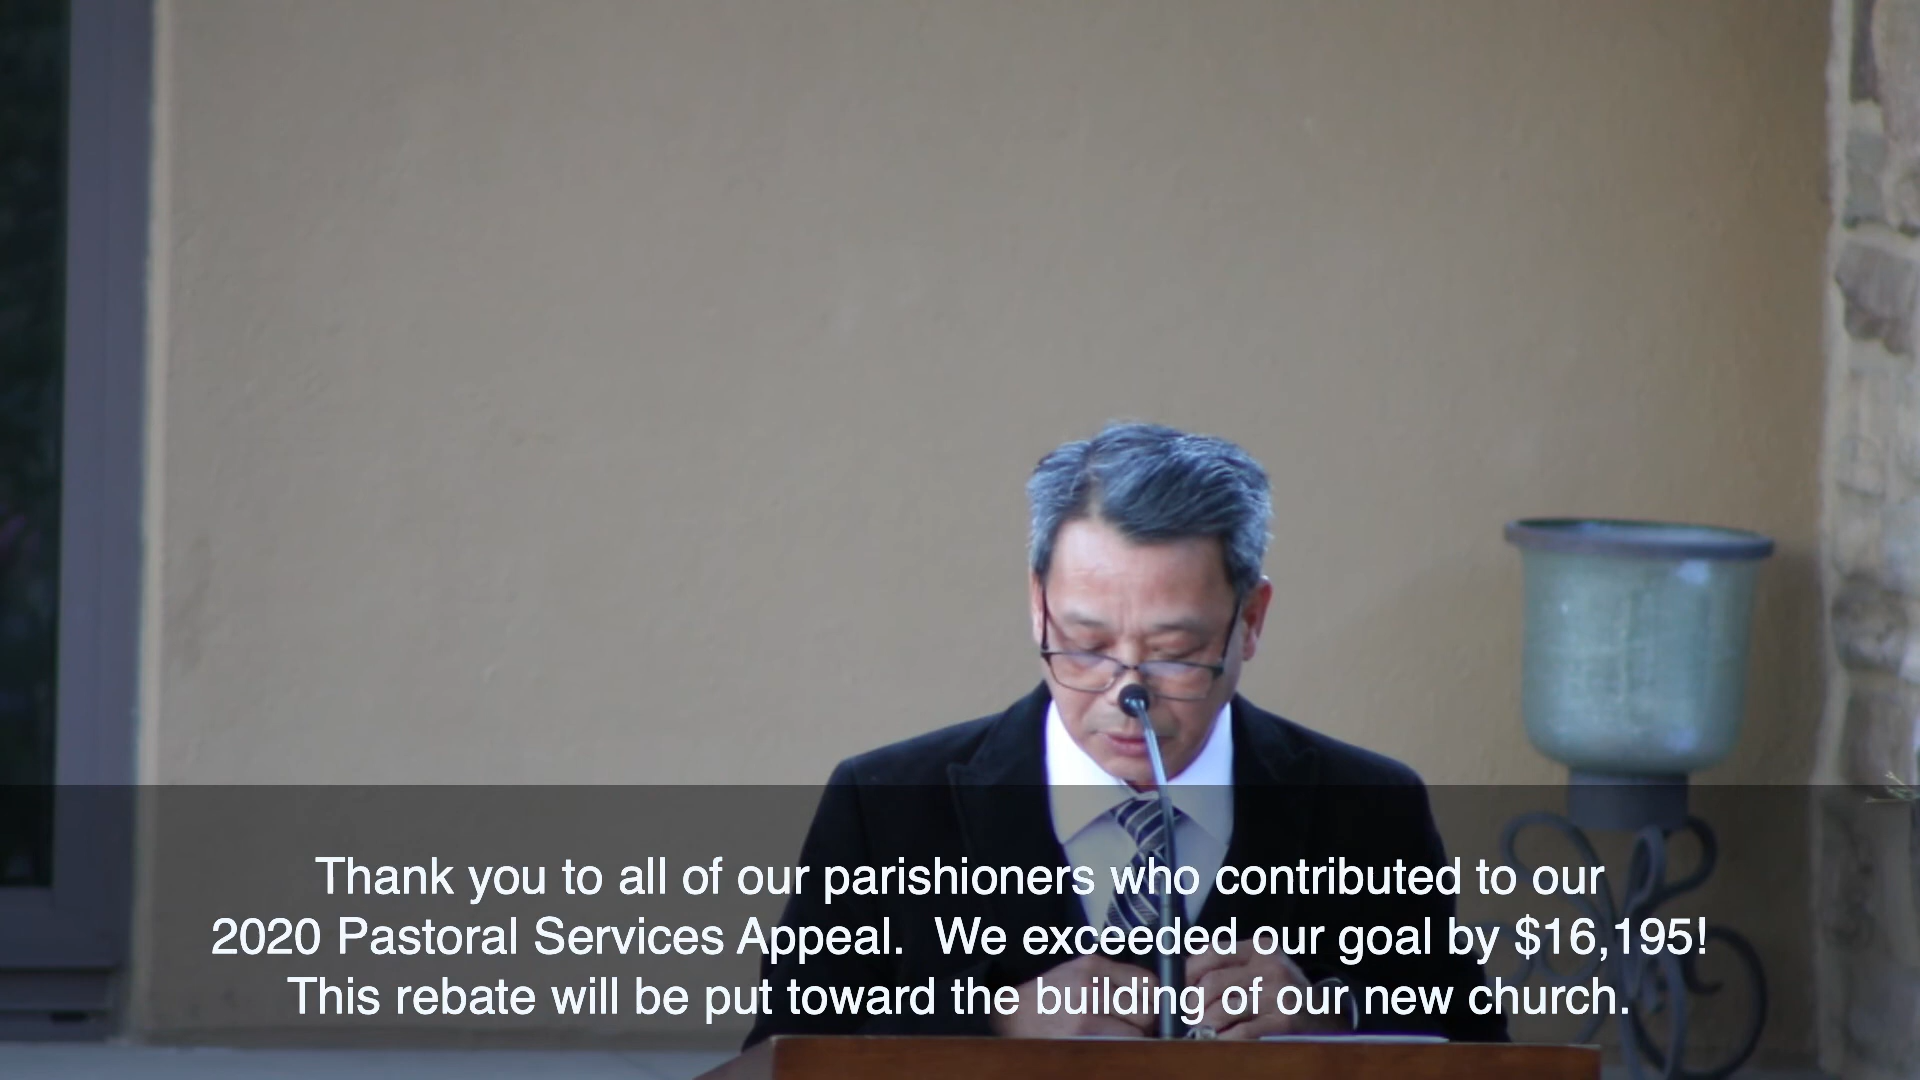 Thank you to all of our parishioners who contributed to our
2020 Pastoral Services Appeal.  We exceeded our goal by $16,195!
This rebate will be put toward the building of our new church.